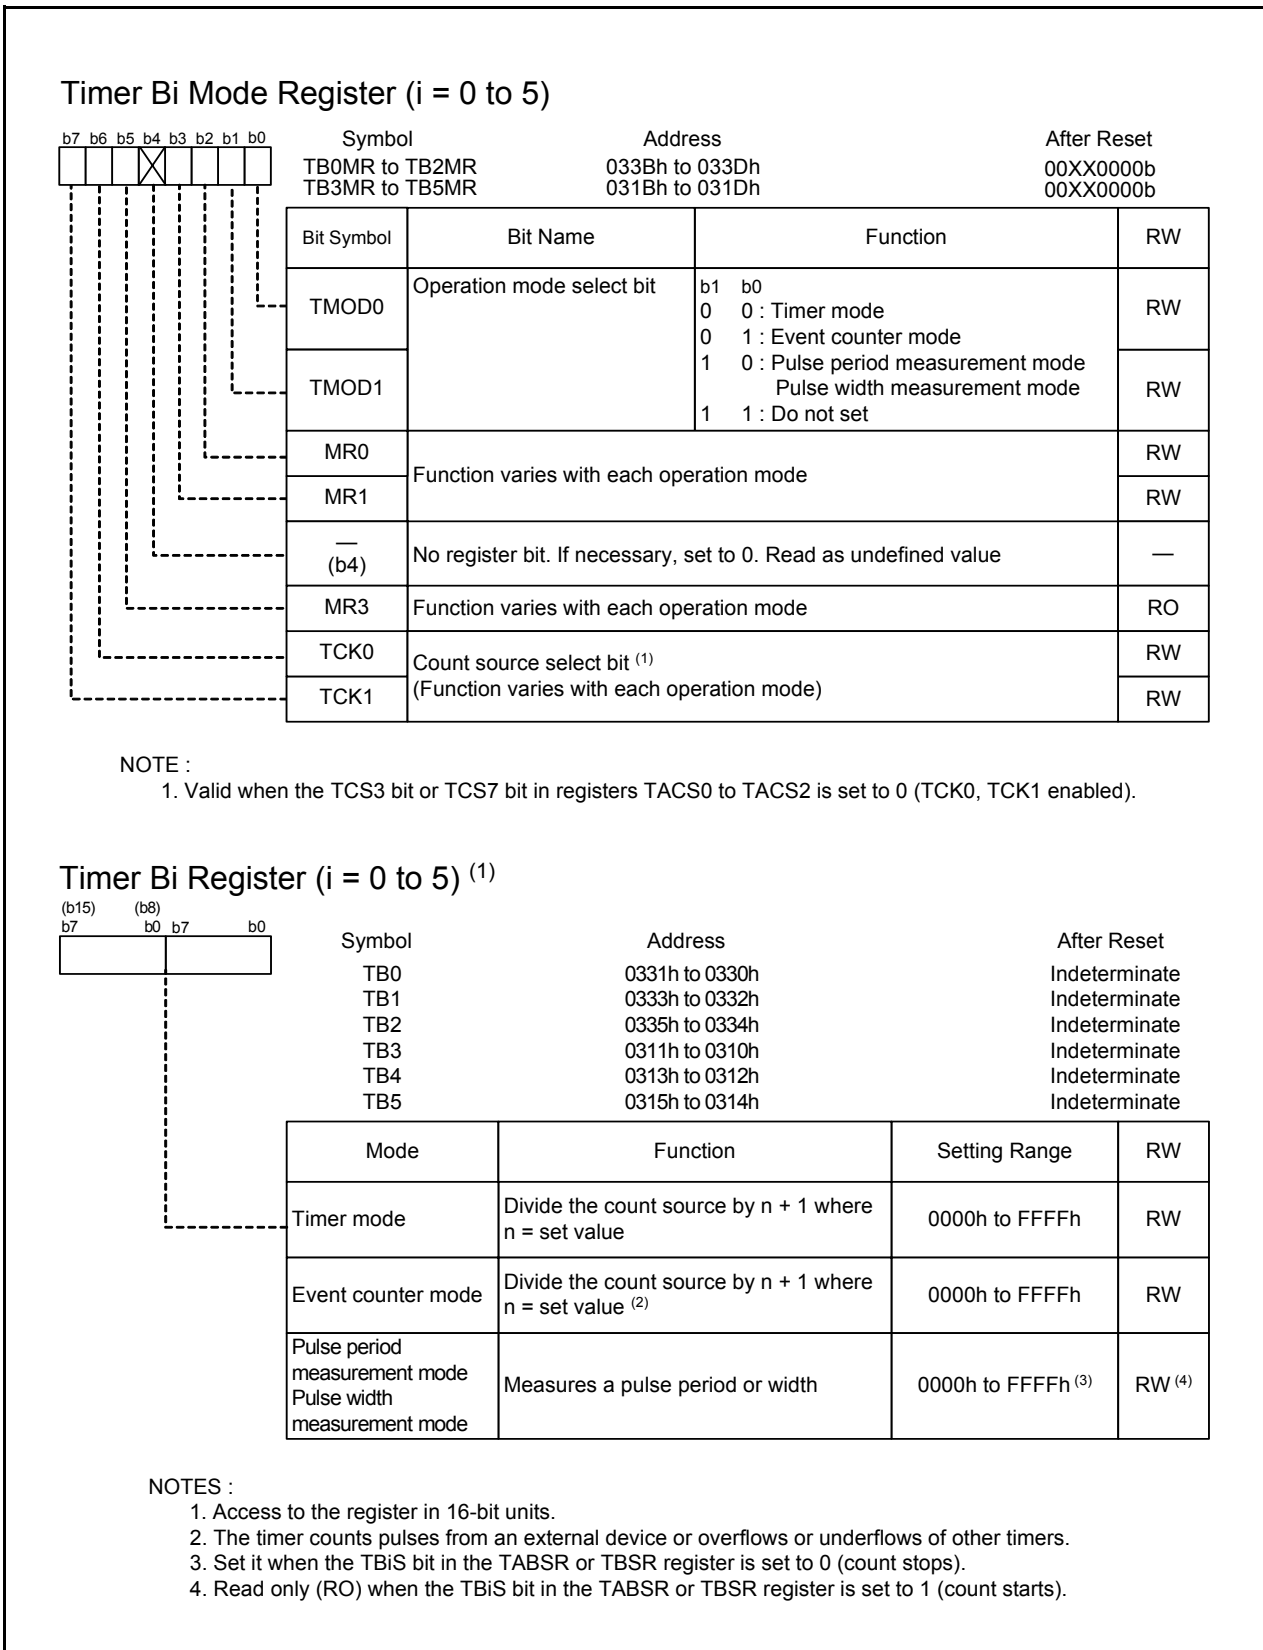 Timer Bi Mode Register (i = 0 to 5)
b7 b6 b5 b4 b3 b2 b1 b0
Symbol Address After Reset
TB0MR to TB2MR 033Bh to 033Dh 00XX0000b
TB3MR to TB5MR 031Bh to 031Dh 00XX0000b
Bit Symbol Bit Name Function RW
TMOD0 Operation mode select bit b1 b0
0 0 : Timer mode RW
0 1 : Event counter mode
1 0 : Pulse period measurement mode
TMOD1 Pulse width measurement mode RW
1 1 : Do not set
MR0 RW
Function varies with each operation mode
MR1 RW
—
(b4) No register bit. If necessary, set to 0. Read as undefined value —
MR3 Function varies with each operation mode RO
TCK0 RW
Count source select bit (1)
(Function varies with each operation mode)
TCK1 RW
NOTE :
1. Valid when the TCS3 bit or TCS7 bit in registers TACS0 to TACS2 is set to 0 (TCK0, TCK1 enabled).
Timer Bi Register (i = 0 to 5) (1)
(b15) (b8)
b7 b0 b7 b0
Symbol Address After Reset
TB0 0331h to 0330h Indeterminate
TB1 0333h to 0332h Indeterminate
TB2 0335h to 0334h Indeterminate
TB3 0311h to 0310h Indeterminate
TB4 0313h to 0312h Indeterminate
TB5 0315h to 0314h Indeterminate
Mode Function Setting Range RW
Timer mode Divide the count source by n + 1 where 0000h to FFFFh RW
n = set value
Event counter mode Divide the count source by n + 1 where 0000h to FFFFh RW
n = set value (2)
Pulse period
measurement mode
Pulse width Measures a pulse period or width 0000h to FFFFh (3) RW (4)
measurement mode
NOTES :
1. Access to the register in 16-bit units.
2. The timer counts pulses from an external device or overflows or underflows of other timers.
3. Set it when the TBiS bit in the TABSR or TBSR register is set to 0 (count stops).
4. Read only (RO) when the TBiS bit in the TABSR or TBSR register is set to 1 (count starts).